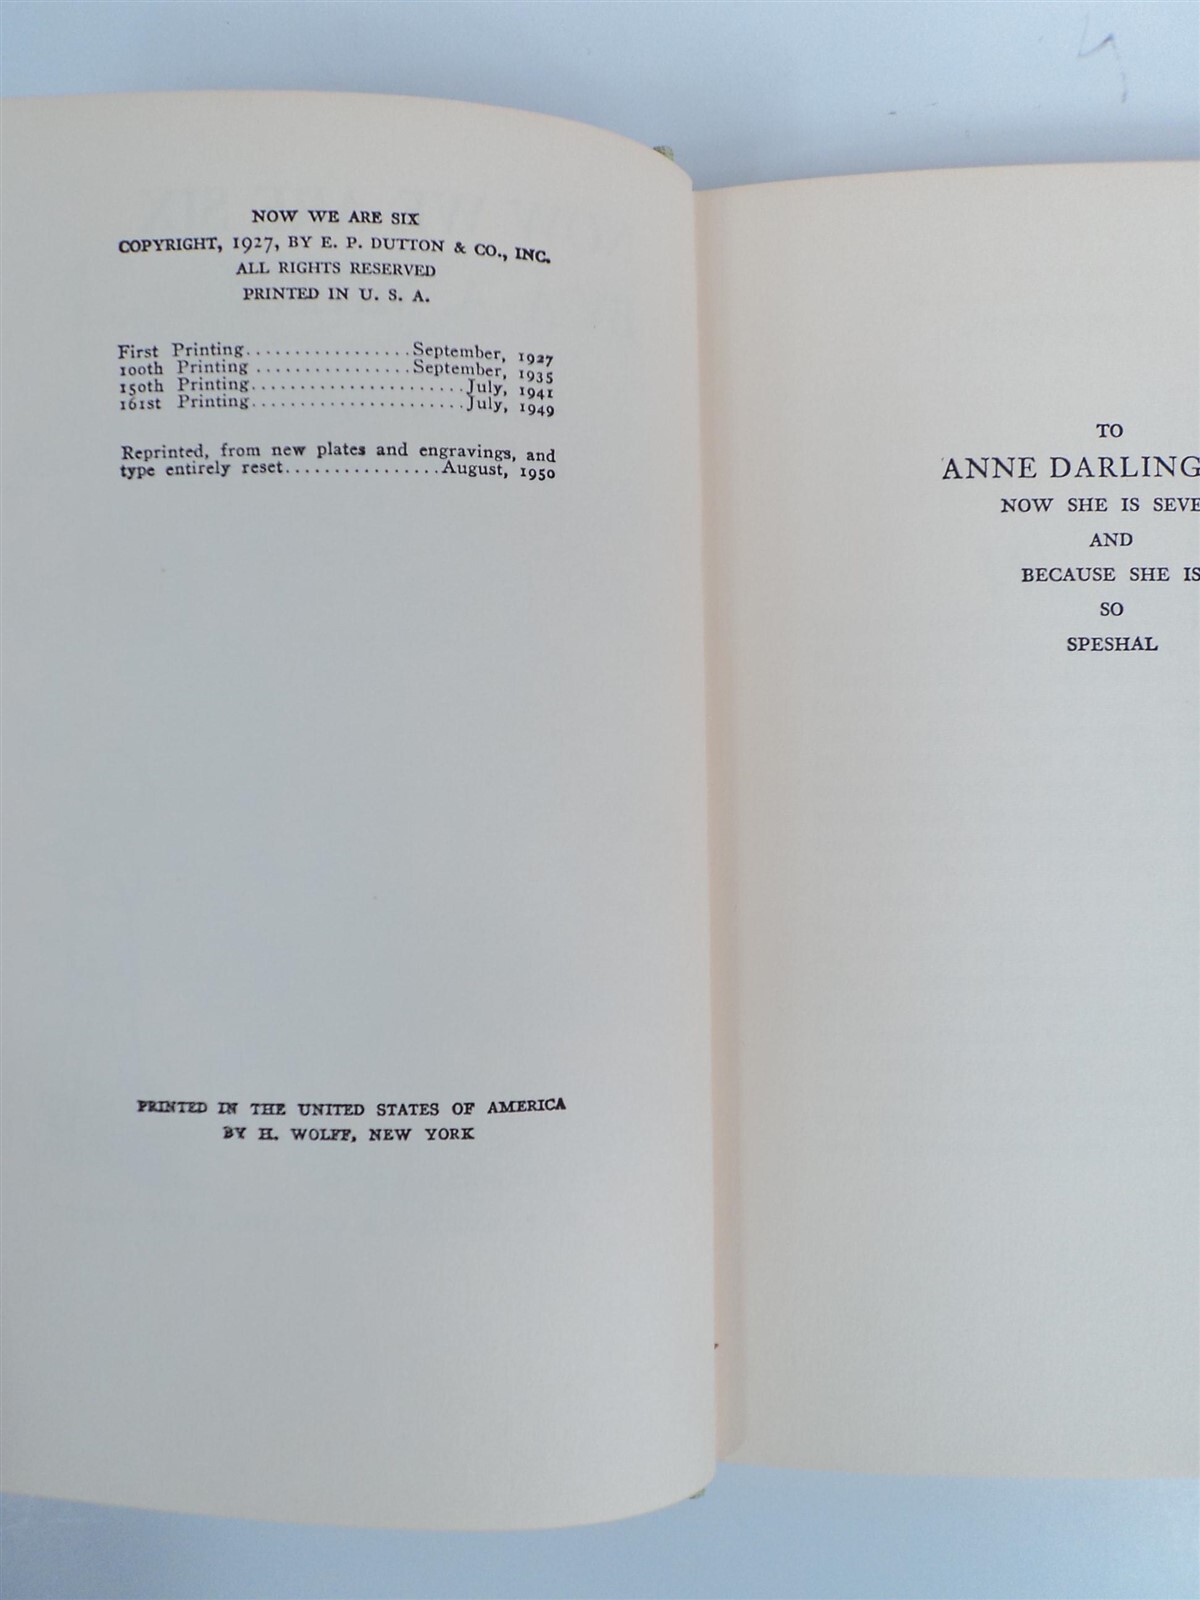 NOW WE ARE SIX
COPYRIGHT, 1927, BY E. P. DUTTON & CO., INC.
ALL RIGHTS RESERVED
PRINTED IN U. S. A.
First Printing.................September, 1927
100th Printing ................September, 1935
150th Printing......................July, 1941
161st Printing......................July, 1949
Reprinted, from new plates and engravings, and
type entirely reset................August, 1950
PRINTED IN THE UNITED STATES OF AMERICA
BY H. WOLFF, NEW YORK
TO
ANNE DARLING
NOW SHE IS SEVE
AND
BECAUSE SHE IS
SO
SPESHAL